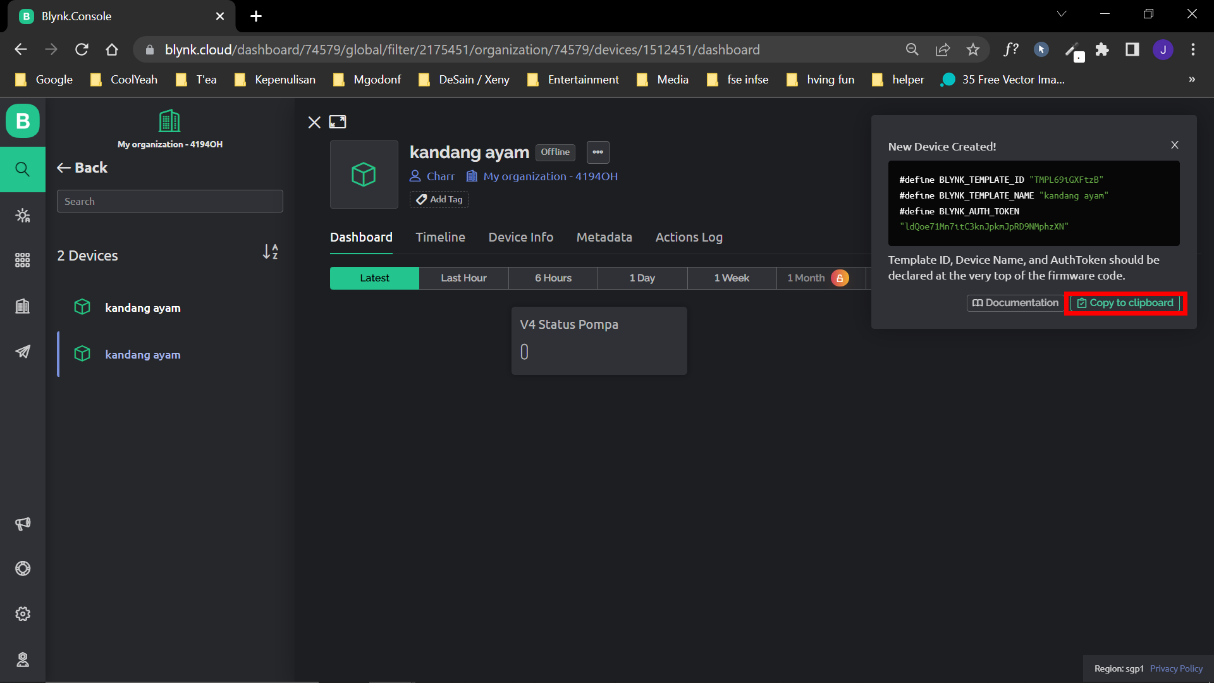 B Blynk.Console
blynk.cloud/dashboard/74579/global/filter/2175451/organization/74579/devices/1512451/dashboard
f?
J
Google CoolYeah T'ea Kepenulisan Mgodonf DeSain / Xeny Entertainment Media fse infse hving fun helper 35 Free Vector Ima... »
B
My organization - 4194OH
← Back
Search
2 Devices
A
Z
kandang ayam
kandang ayam
kandang ayam Offline •••
Charr My organization - 4194OH
Add Tag
Dashboard Timeline Device Info Metadata Actions Log
Latest Last Hour 6 Hours 1 Day 1 Week 1 Month
V4 Status Pompa
0
New Device Created! X
#define BLYNK_TEMPLATE_ID "TMPL69iGXFtzB"
#define BLYNK_TEMPLATE_NAME "kandang ayam"
#define BLYNK_AUTH_TOKEN
"ldQoe71Mn7itC3knJpkmJpRD9NMphzXN"
Template ID, Device Name, and AuthToken should be
declared at the very top of the firmware code.
Documentation Copy to clipboard
Region: sgp1 Privacy Policy